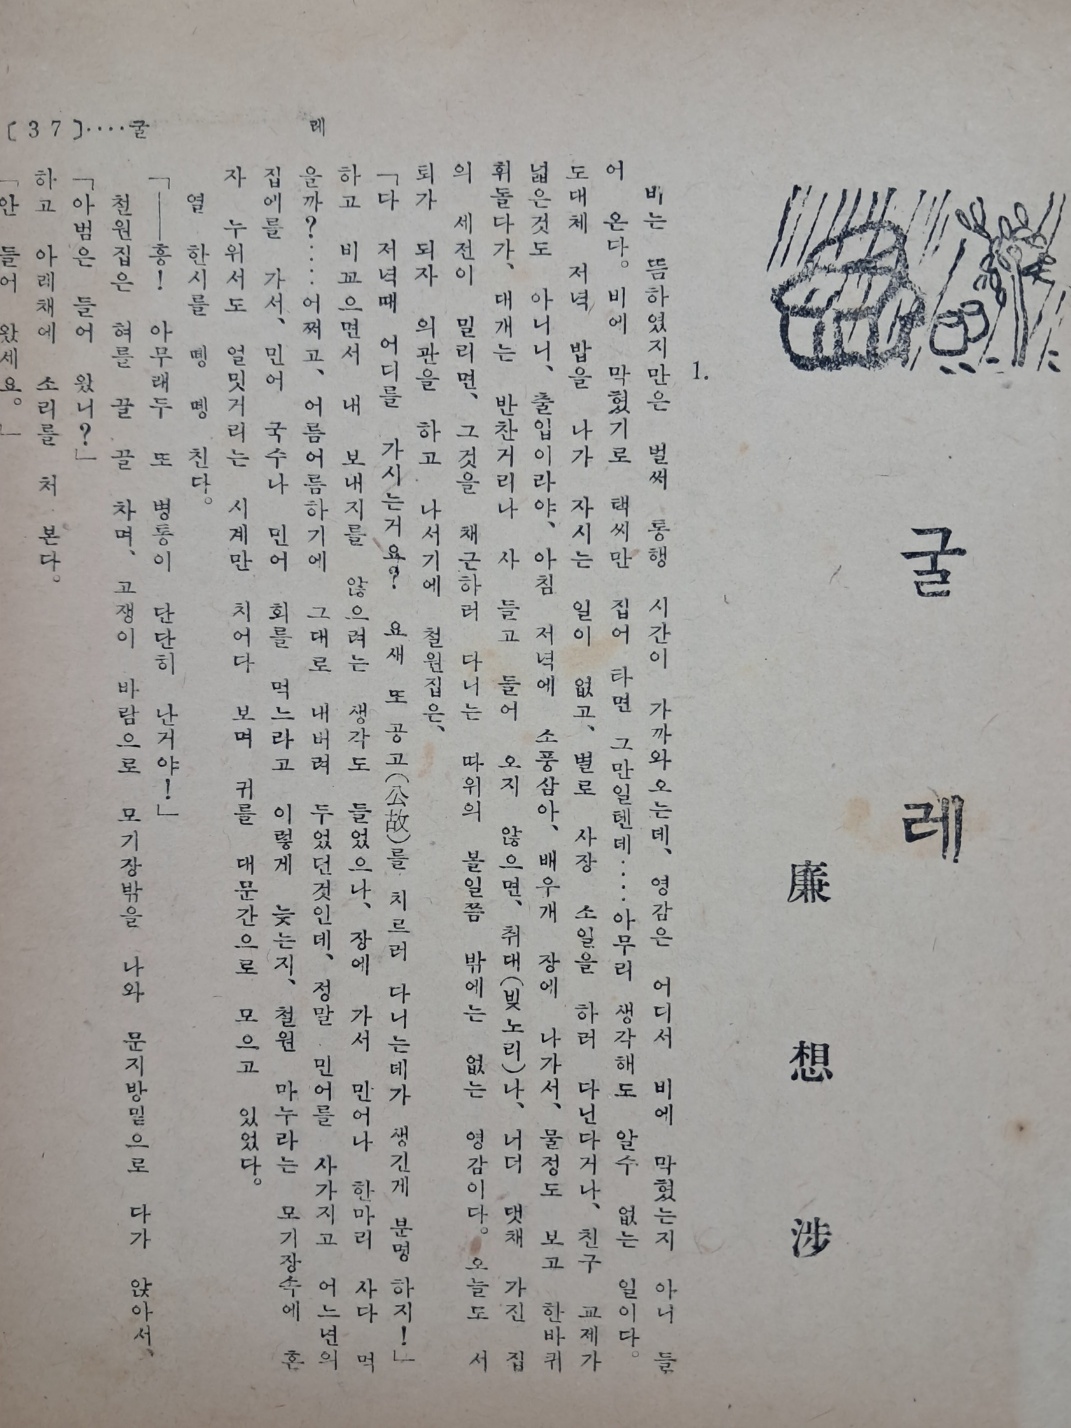 굴레
廉想涉
1.
비는 뜸하였지만은 벌써 통행 시간이 가까와오는데、영감은 어디서 비에 막혔는지 아니 들
어 온다。비에 막혔기로 택씨만 집어 타면 그만일텐데……아무리 생각해도 알수 없는 일이다。
도대체 저녁 밥을 나가 자시는 일이 없고、별로 사장 소일을 하러 다닌다거나、친구 교제가
넓은것도 아니니、출입이라야、아침 저녁에 소풍삼아、배우개 장에 나가서、물정도 보고 한바퀴
휘돌다가、대개는 반찬거리나 사 들고 들어 오지 않으면、취대(빚노리)나、너더 댓채 가진 집
의 세전이 밀리면、그것을 채근하러 다니는 따위의 볼일쯤 밖에는 없는 영감이다。오늘도 서
퇴가 되자 의관을 하고 나서기에 철원집은、
「다 저녁때 어디를 가시는거요? 요새 또 공고(公故)를 치르러 다니는데가 생긴게 분명 하지!」
하고 비꼬으면서 내 보내지를 않으려는 생각도 들었으나、장에 가서 민어나 한마리 사다 먹
을까?……어쩌고、어름어름하기에 그대로 내버려 두었던것인데、정말 민어를 사가지고 어느년의
집에를 가서、민어 국수나 민어 회를 먹느라고 이렇게 늦는지、철원 마누라는 모기장속에 혼
자 누워서도 얼밋거리는 시계만 치어다 보며 귀를 대문간으로 모으고 있었다。
열 한시를 뗑 뗑 친다。
「――흥! 아무래두 또 병통이 단단히 난거야!」
천원집은 혀를 끌 끌 차며、고쟁이 바람으로 모기장밖을 나와 문지방밑으로 다가 앉아서、
「아범은 들어 왔니?」
하고 아래채에 소리를 처 본다。
「안 들어 왔세요。」
〔37〕‥‥굴 레